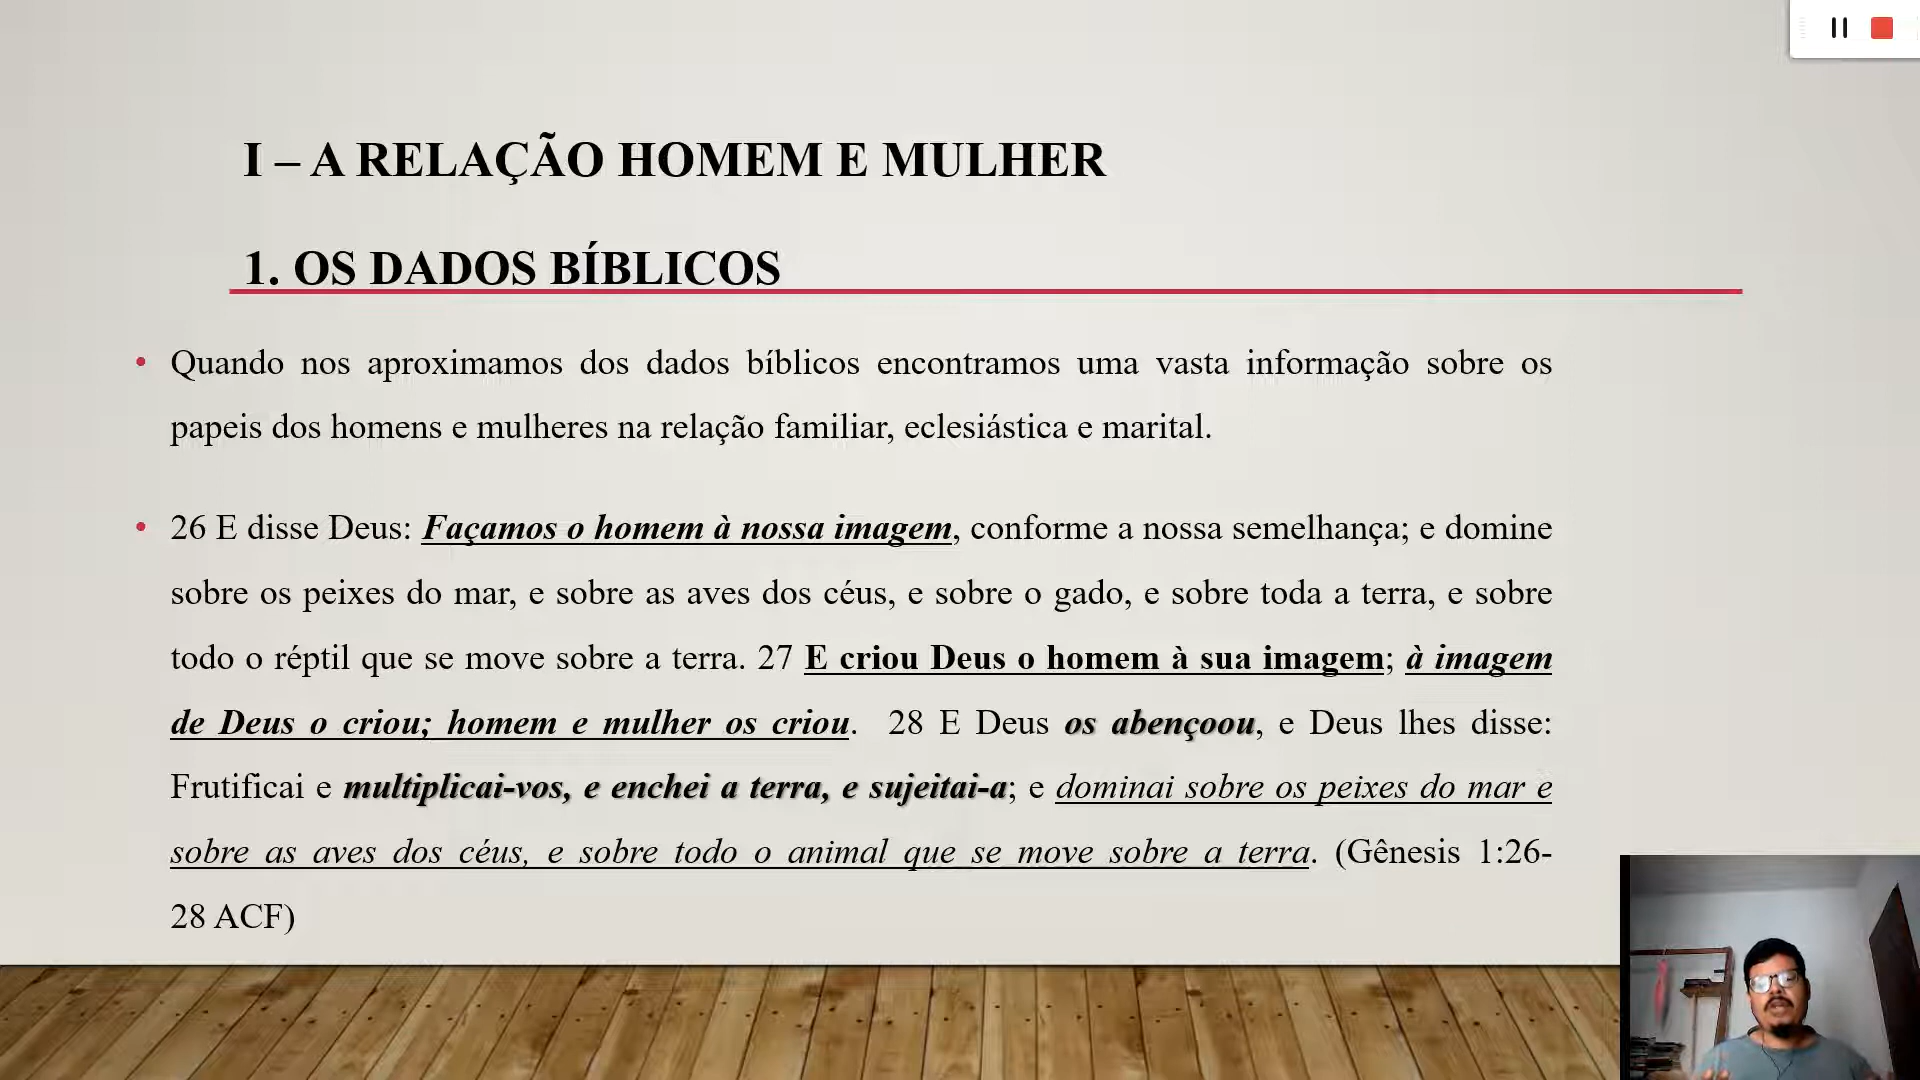 I – A RELAÇÃO HOMEM E MULHER
1. OS DADOS BÍBLICOS
• Quando nos aproximamos dos dados bíblicos encontramos uma vasta informação sobre os
papeis dos homens e mulheres na relação familiar, eclesiástica e marital.
• 26 E disse Deus: Façamos o homem à nossa imagem, conforme a nossa semelhança; e domine
sobre os peixes do mar, e sobre as aves dos céus, e sobre o gado, e sobre toda a terra, e sobre
todo o réptil que se move sobre a terra. 27 E criou Deus o homem à sua imagem; à imagem
de Deus o criou; homem e mulher os criou. 28 E Deus os abençoou, e Deus lhes disse:
Frutificai e multiplicai-vos, e enchei a terra, e sujeitai-a; e dominai sobre os peixes do mar e
sobre as aves dos céus, e sobre todo o animal que se move sobre a terra. (Gênesis 1:26-
28 ACF)